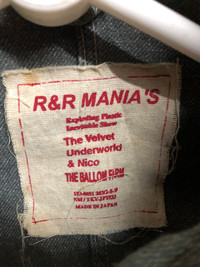 R&R MANIA'S
Exploding Plastic
Inevitable Show
The Velvet
Underworld
& Nico
THE BALLOM FARM
MADE IN JAPAN